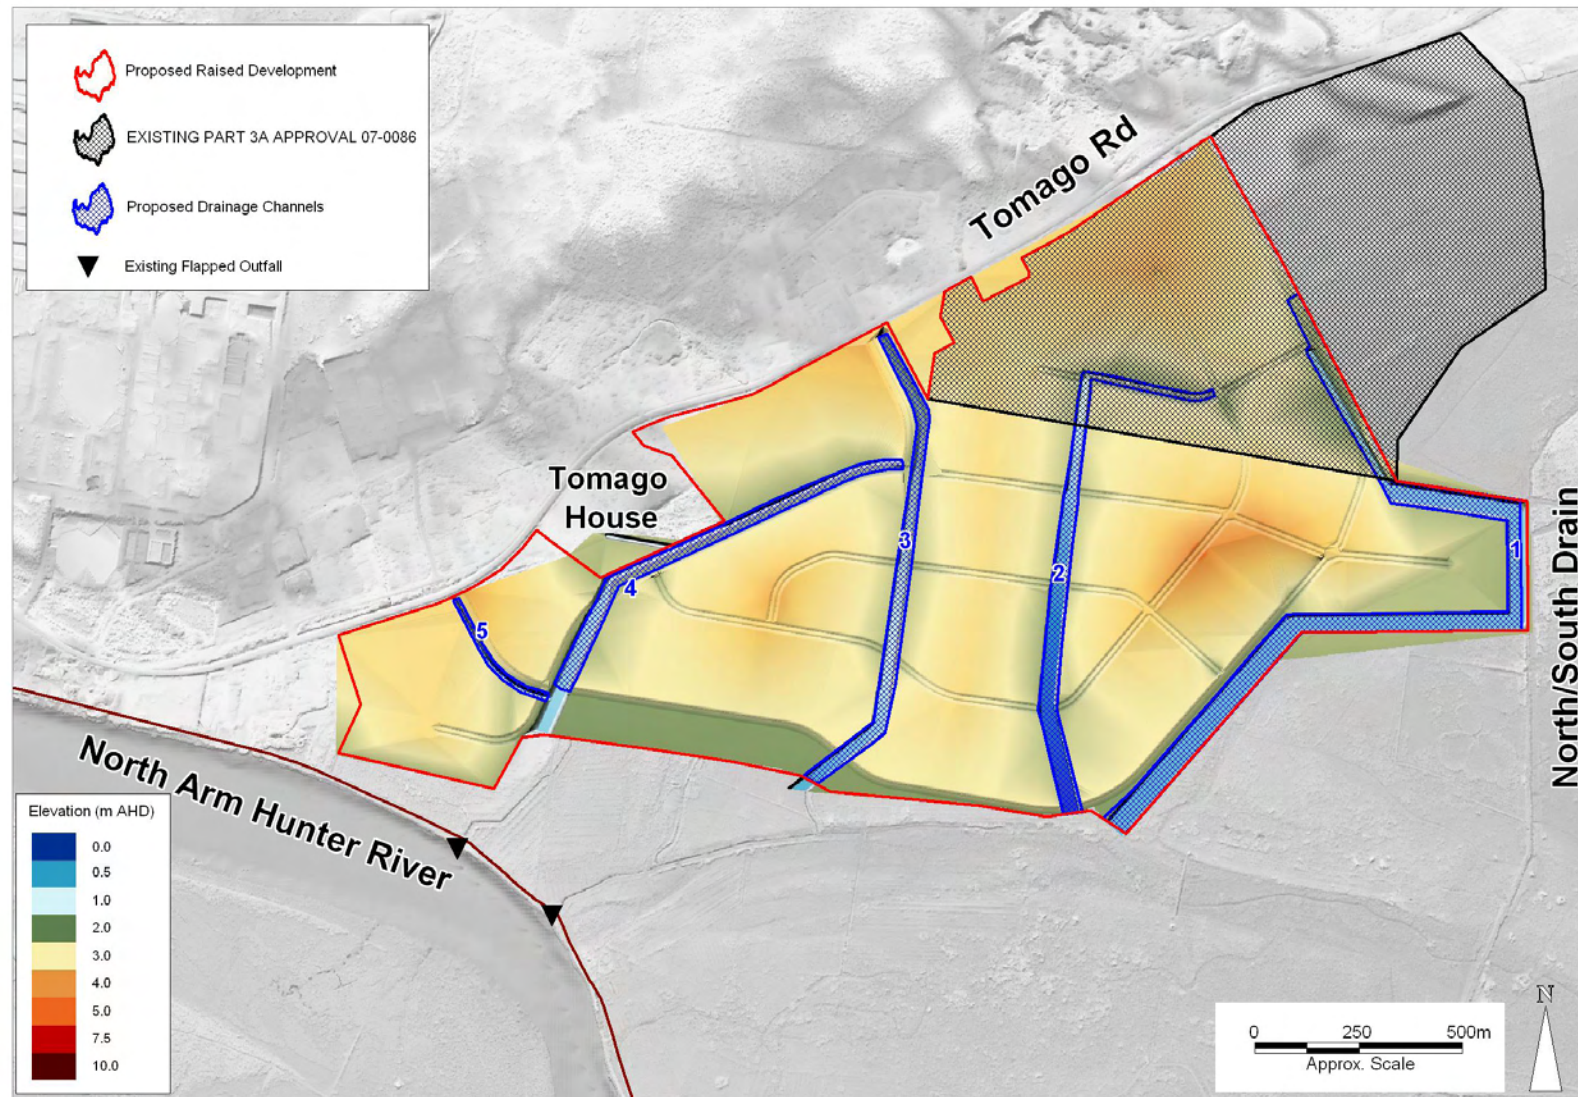 Proposed Raised Development
EXISTING PART 3A APPROVAL 07-0086
Proposed Drainage Channels
Existing Flapped Outfall
Tomago Rd
Tomago
House
North/South Drain
North Arm Hunter River
1
2
3
4
5
Elevation (m AHD)
0.0
0.5
1.0
2.0
3.0
4.0
5.0
7.5
10.0
0 250 500m
Approx. Scale
N